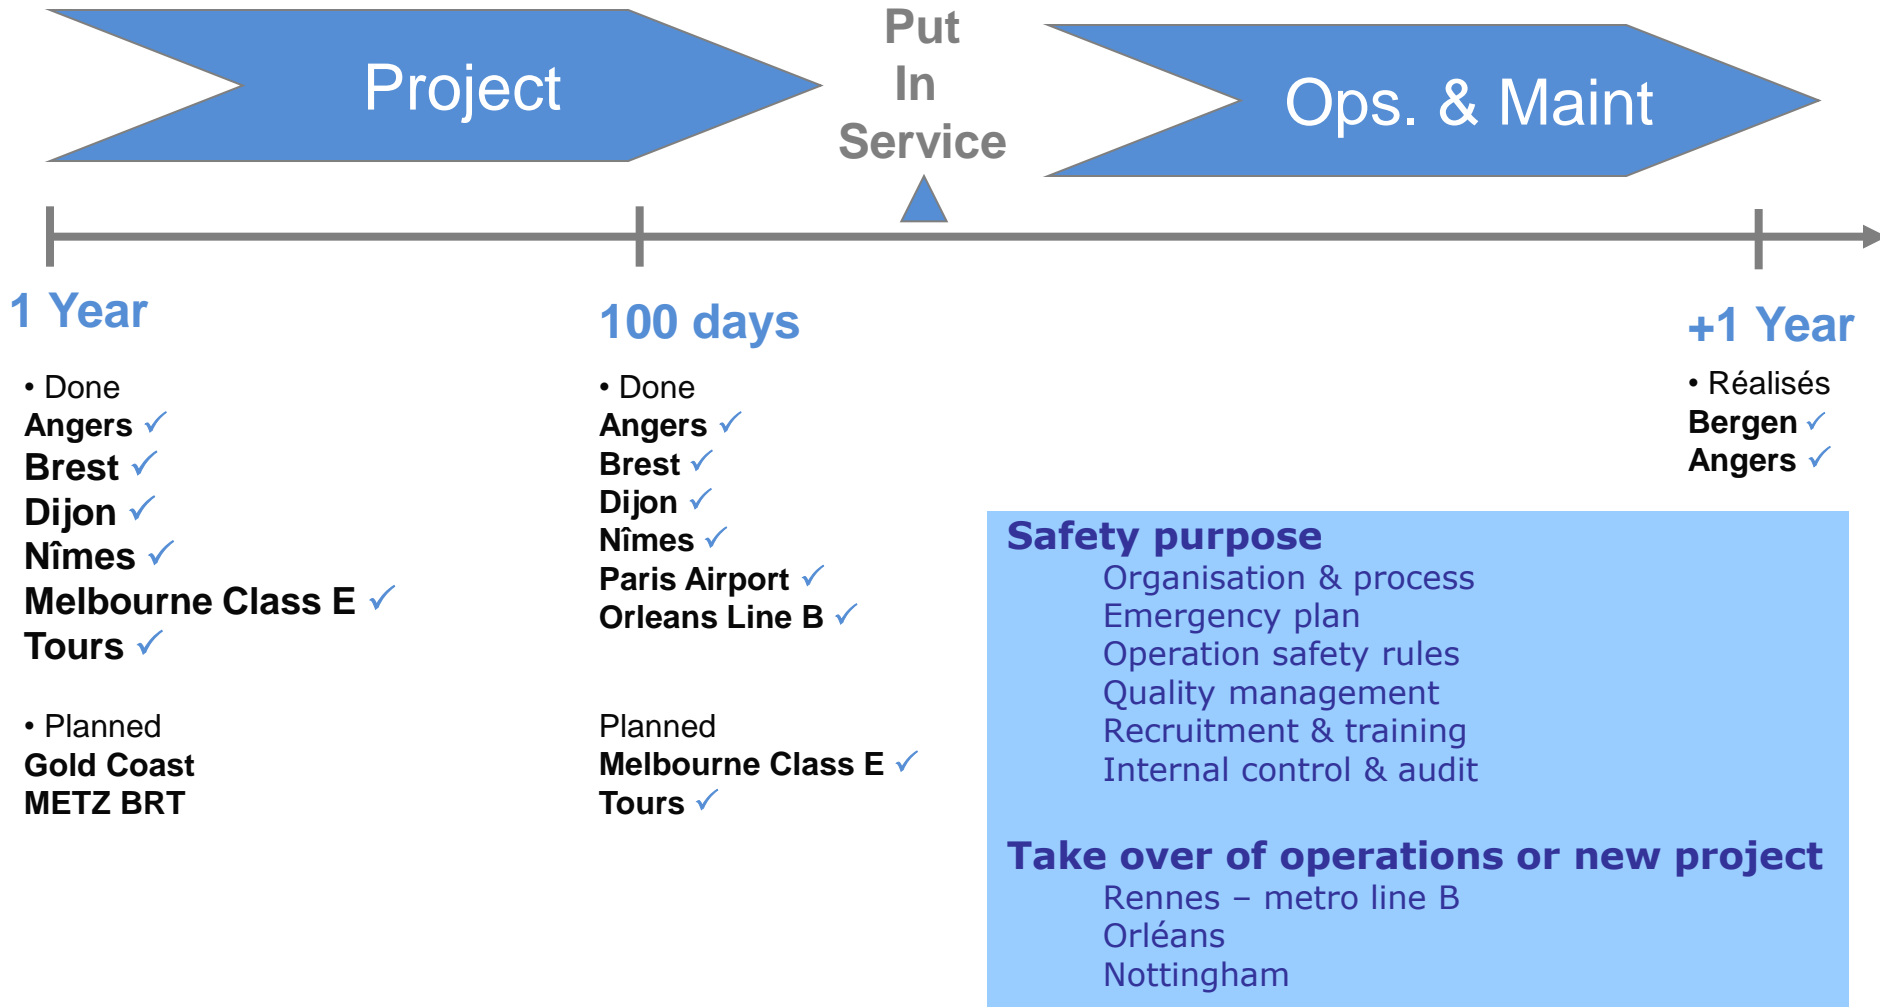 Project
Put
In
Service
Ops. & Maint
1 Year
• Done
Angers ✓
Brest ✓
Dijon ✓
Nîmes ✓
Melbourne Class E ✓
Tours ✓
• Planned
Gold Coast
METZ BRT
100 days
• Done
Angers ✓
Brest ✓
Dijon ✓
Nîmes ✓
Paris Airport ✓
Orleans Line B ✓
Planned
Melbourne Class E ✓
Tours ✓
+1 Year
• Réalisés
Bergen ✓
Angers ✓
Safety purpose
Organisation & process
Emergency plan
Operation safety rules
Quality management
Recruitment & training
Internal control & audit
Take over of operations or new project
Rennes – metro line B
Orléans
Nottingham